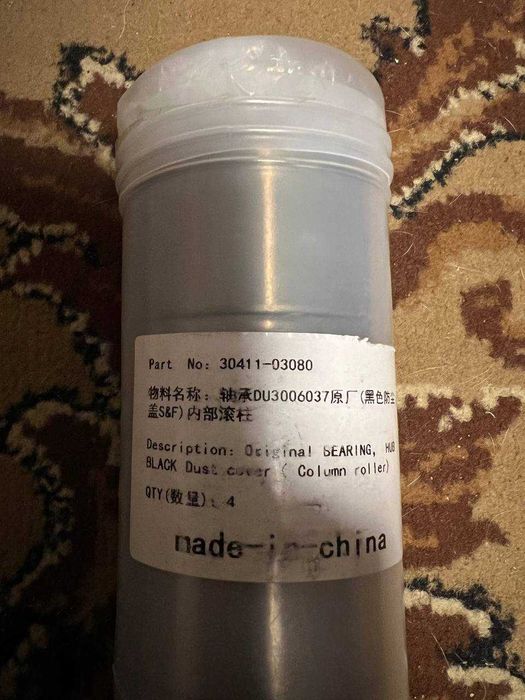 Part No: 30411-03080
物料名称: 轴承DU3006037原厂(黑色防尘
盖S&F)内部滚柱
Description: Original BEARING, HUB
BLACK Dust cover ( Column roller)
QTY(数量): 4
made-in-china